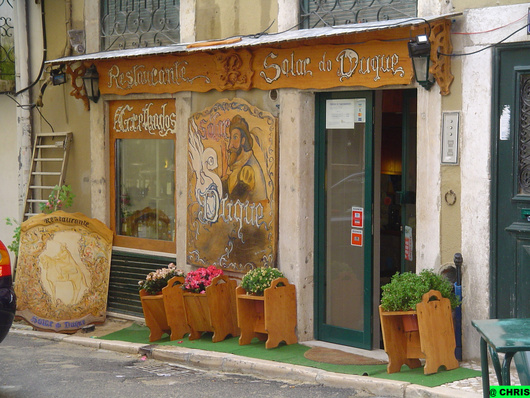 Restaurante
Solar do Duque
Grelhados
Solar
do
Duque
Restaurante
Solar do Duque
@ CHRIS